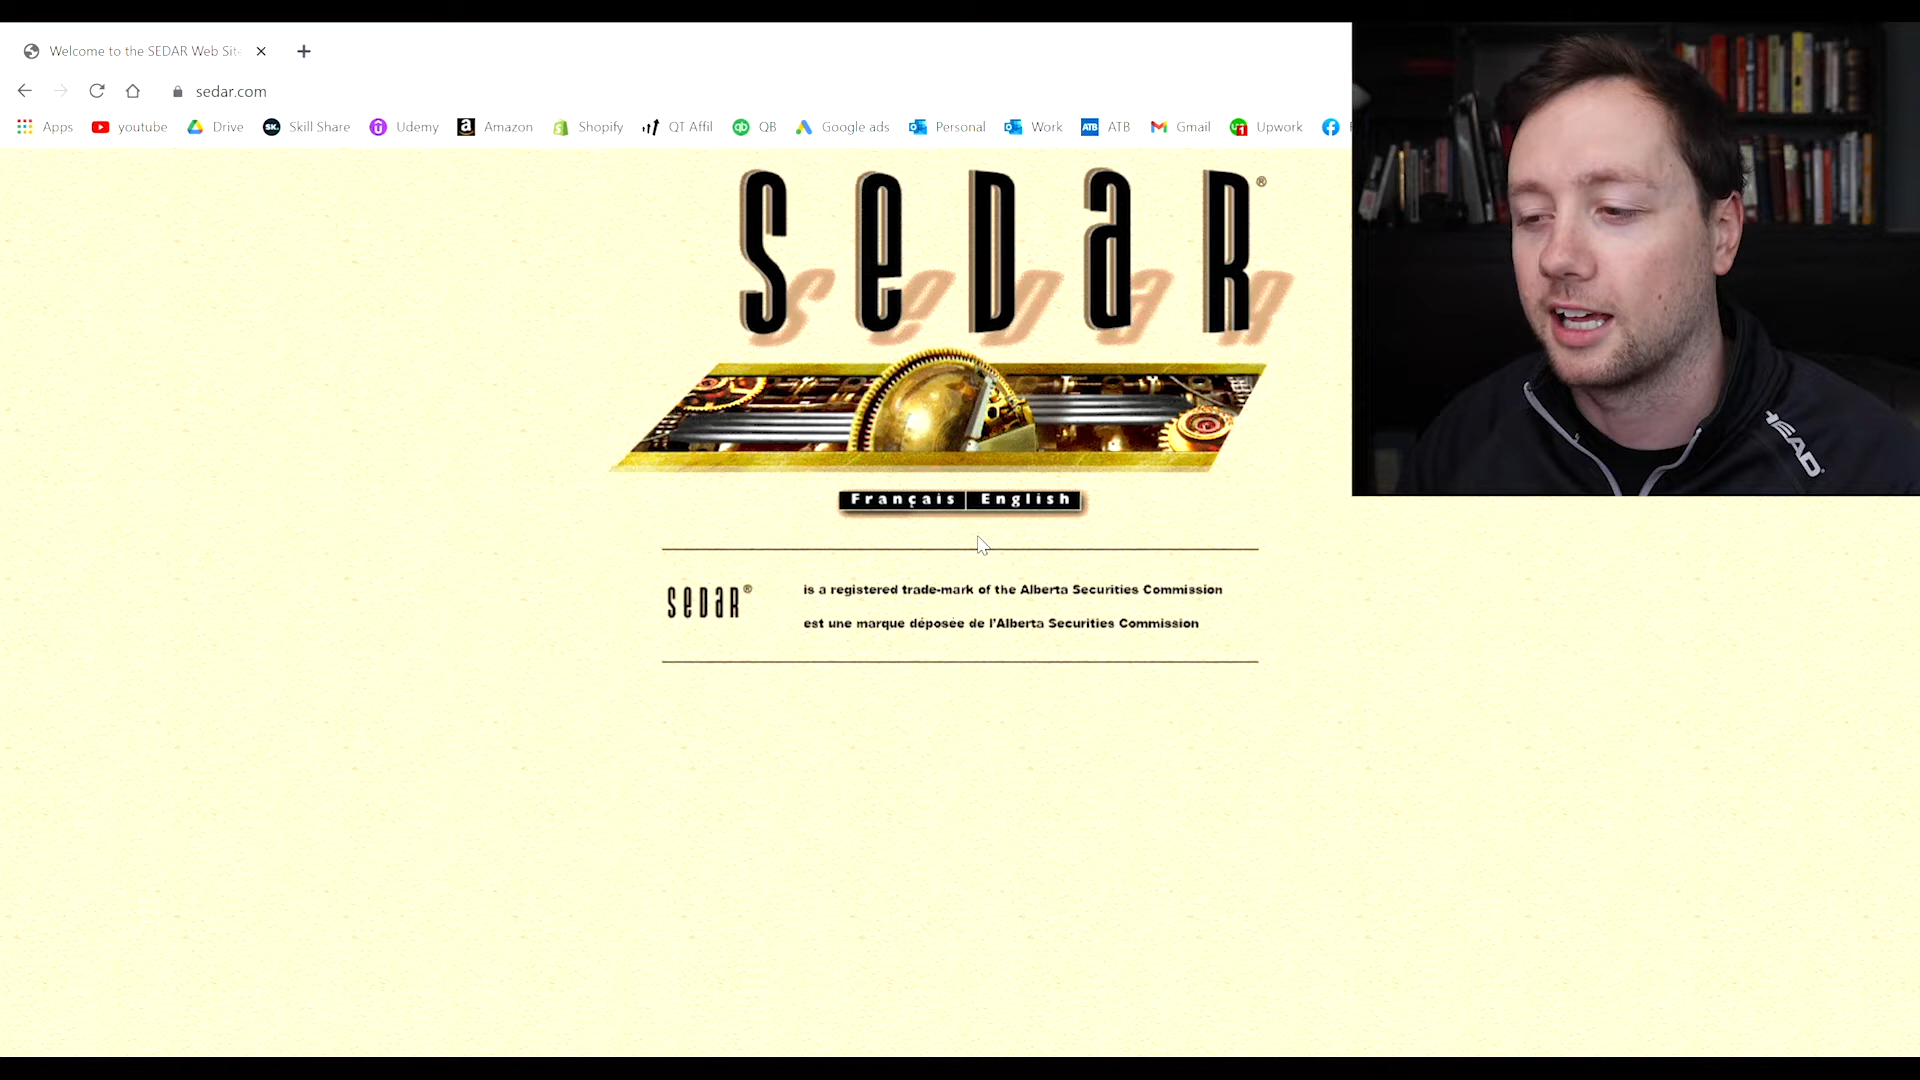 Welcome to the SEDAR Web Sit
sedar.com
Apps youtube Drive Skill Share Udemy Amazon Shopify QT Affil QB Google ads Personal Work ATB Gmail Upwork
SeDaR®
SeDaR
Français English
SeDaR® is a registered trade-mark of the Alberta Securities Commission
est une marque déposée de l'Alberta Securities Commission
HEAD